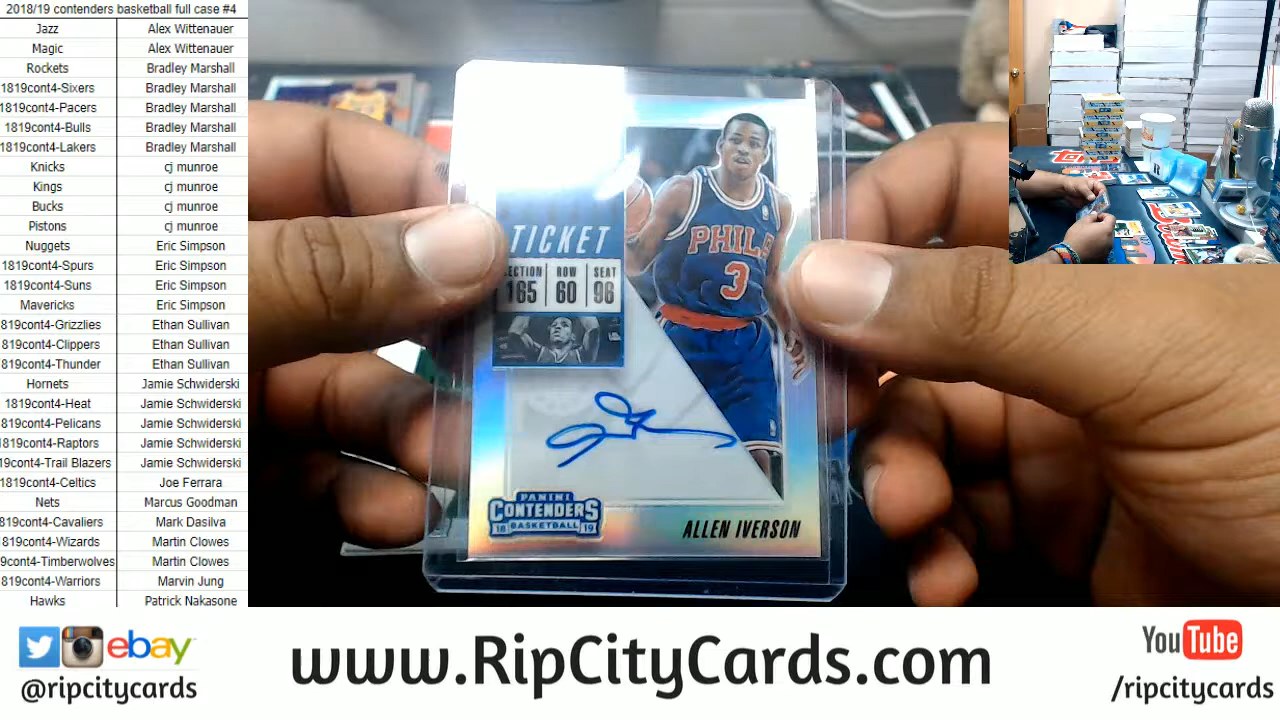 2018/19 contenders basketball full case #4
Jazz Alex Wittenauer
Magic Alex Wittenauer
Rockets Bradley Marshall
1819cont4-Sixers Bradley Marshall
1819cont4-Pacers Bradley Marshall
1819cont4-Bulls Bradley Marshall
1819cont4-Lakers Bradley Marshall
Knicks cj munroe
Kings cj munroe
Bucks cj munroe
Pistons cj munroe
Nuggets Eric Simpson
1819cont4-Spurs Eric Simpson
1819cont4-Suns Eric Simpson
Mavericks Eric Simpson
819cont4-Grizzlies Ethan Sullivan
819cont4-Clippers Ethan Sullivan
819cont4-Thunder Ethan Sullivan
Hornets Jamie Schwiderski
1819cont4-Heat Jamie Schwiderski
819cont4-Pelicans Jamie Schwiderski
819cont4-Raptors Jamie Schwiderski
19cont4-Trail Blazers Jamie Schwiderski
1819cont4-Celtics Joe Ferrara
Nets Marcus Goodman
819cont4-Cavaliers Mark Dasilva
819cont4-Wizards Martin Clowes
9cont4-Timberwolves Martin Clowes
819cont4-Warriors Marvin Jung
Hawks Patrick Nakasone
TICKET
ECTION ROW SEAT
165 60 96
PHILA
3
PANINI
CONTENDERS
18 BASKETBALL 19
ALLEN IVERSON
ebay
@ripcitycards
www.RipCityCards.com
YouTube
/ripcitycards